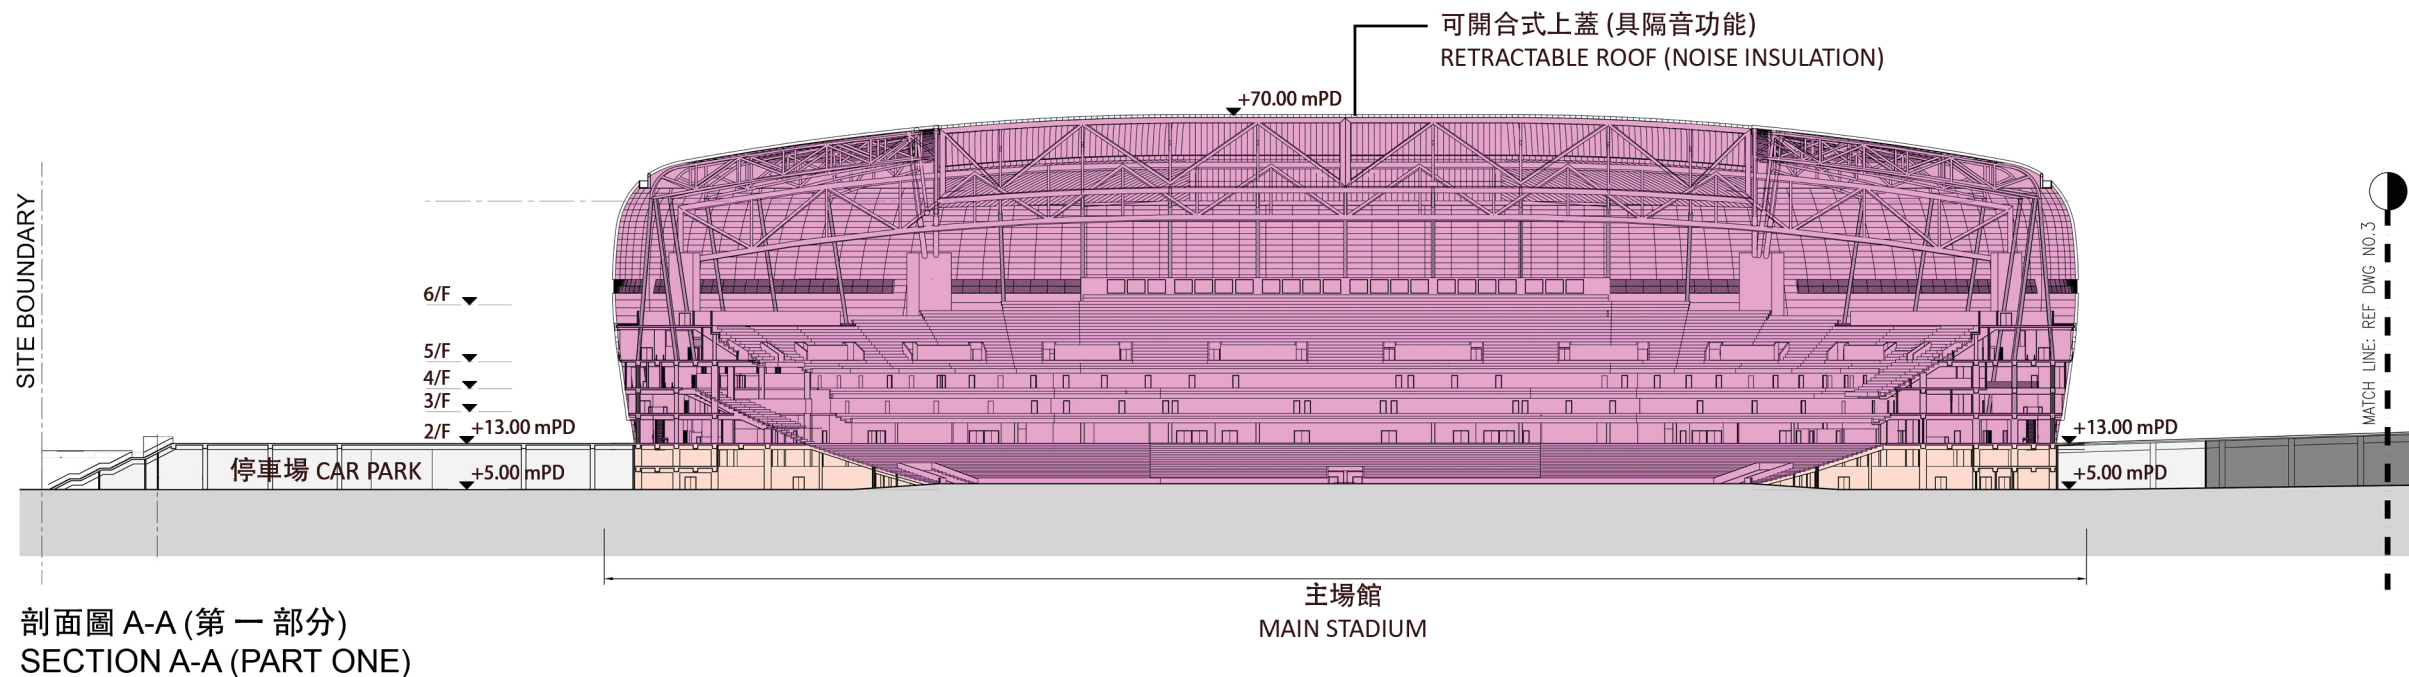 可開合式上蓋 (具隔音功能)
RETRACTABLE ROOF (NOISE INSULATION)
+70.00 mPD
SITE BOUNDARY
6/F
5/F
4/F
3/F
2/F
+13.00 mPD
停車場 CAR PARK
+5.00 mPD
+13.00 mPD
+5.00 mPD
MATCH LINE: REF DWG NO.3
主場館
MAIN STADIUM
剖面圖 A-A (第 一 部分)
SECTION A-A (PART ONE)